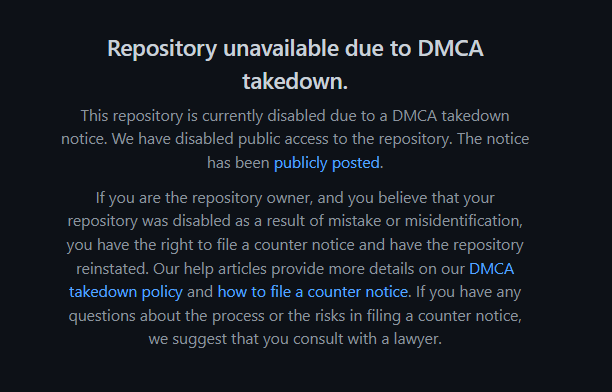 Repository unavailable due to DMCA
takedown.
This repository is currently disabled due to a DMCA takedown
notice. We have disabled public access to the repository. The notice
has been publicly posted.
If you are the repository owner, and you believe that your
repository was disabled as a result of mistake or misidentification,
you have the right to file a counter notice and have the repository
reinstated. Our help articles provide more details on our DMCA
takedown policy and how to file a counter notice. If you have any
questions about the process or the risks in filing a counter notice,
we suggest that you consult with a lawyer.